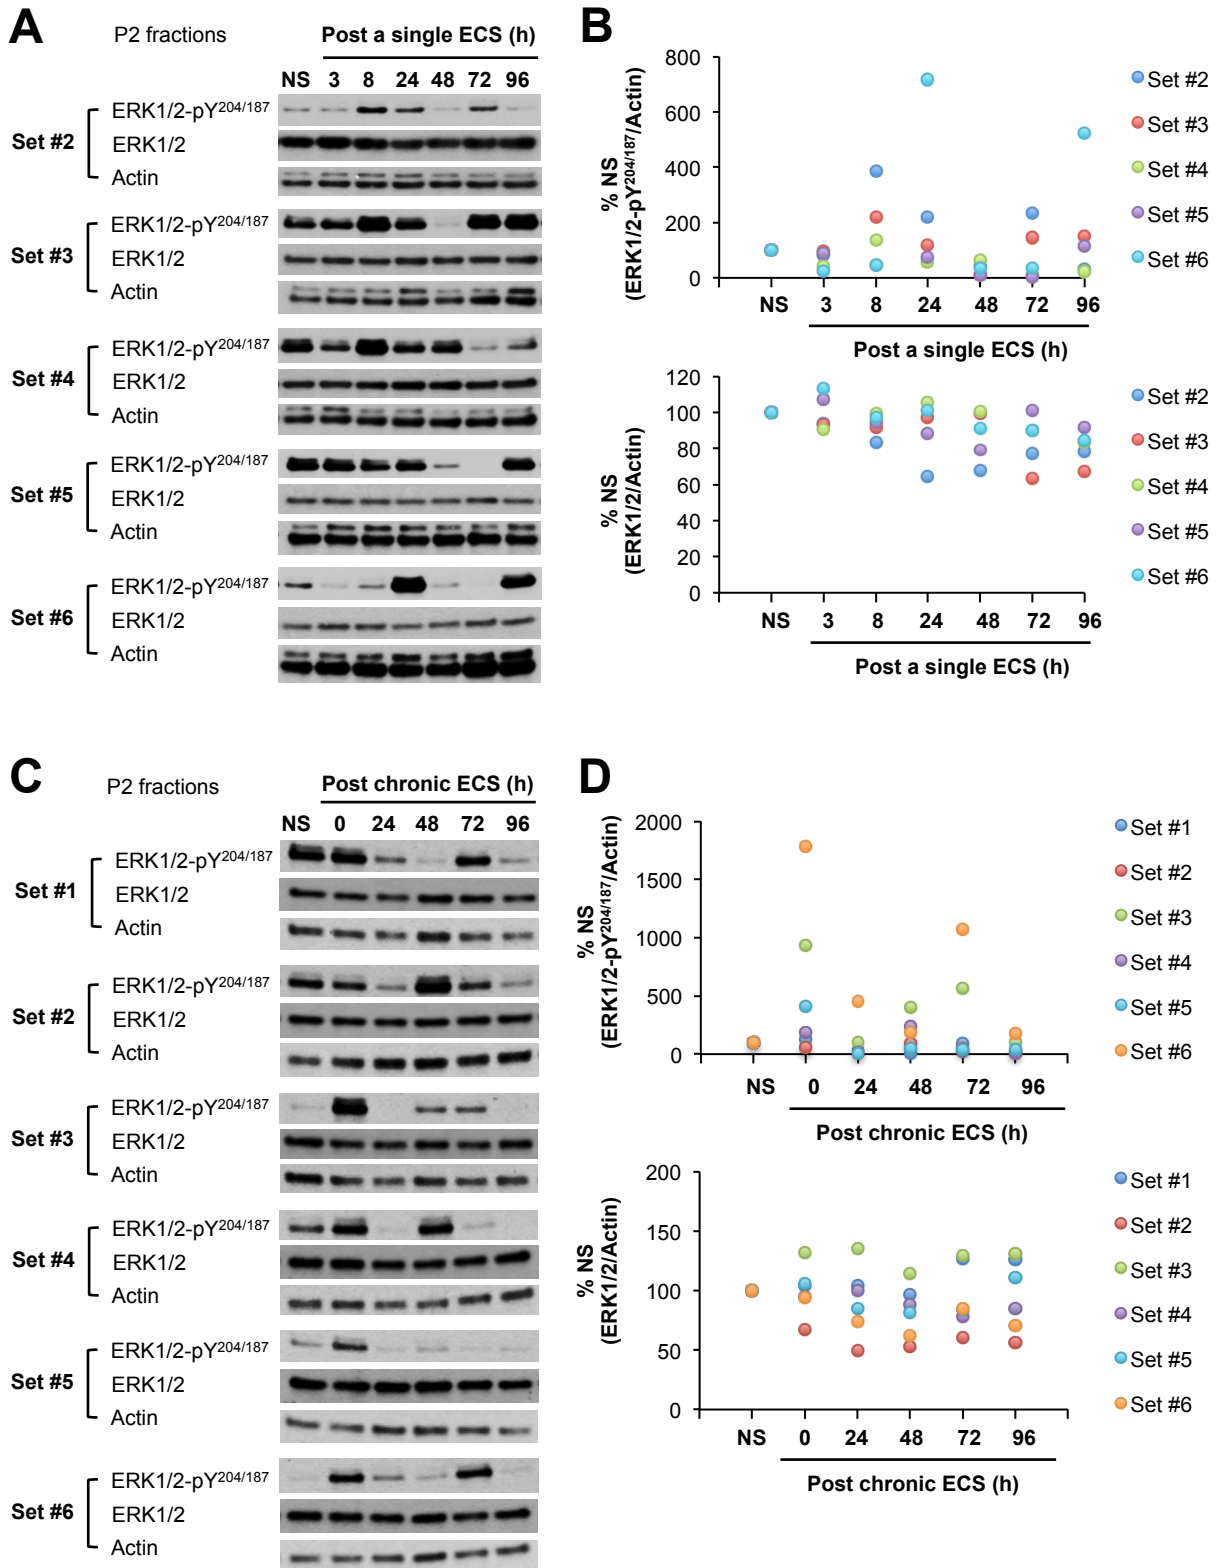 A
P2 fractions
Post a single ECS (h)
NS 3 8 24 48 72 96
Set #2
ERK1/2-pY204/187
ERK1/2
Actin
Set #3
ERK1/2-pY204/187
ERK1/2
Actin
Set #4
ERK1/2-pY204/187
ERK1/2
Actin
Set #5
ERK1/2-pY204/187
ERK1/2
Actin
Set #6
ERK1/2-pY204/187
ERK1/2
Actin
B
% NS
(ERK1/2-pY204/187/Actin)
800
600
400
200
0
NS 3 8 24 48 72 96
Post a single ECS (h)
Set #2
Set #3
Set #4
Set #5
Set #6
% NS
(ERK1/2/Actin)
120
100
80
60
40
20
0
NS 3 8 24 48 72 96
Post a single ECS (h)
Set #2
Set #3
Set #4
Set #5
Set #6
C
P2 fractions
Post chronic ECS (h)
NS 0 24 48 72 96
Set #1
ERK1/2-pY204/187
ERK1/2
Actin
Set #2
ERK1/2-pY204/187
ERK1/2
Actin
Set #3
ERK1/2-pY204/187
ERK1/2
Actin
Set #4
ERK1/2-pY204/187
ERK1/2
Actin
Set #5
ERK1/2-pY204/187
ERK1/2
Actin
Set #6
ERK1/2-pY204/187
ERK1/2
Actin
D
% NS
(ERK1/2-pY204/187/Actin)
2000
1500
1000
500
0
NS 0 24 48 72 96
Post chronic ECS (h)
Set #1
Set #2
Set #3
Set #4
Set #5
Set #6
% NS
(ERK1/2/Actin)
200
150
100
50
0
NS 0 24 48 72 96
Post chronic ECS (h)
Set #1
Set #2
Set #3
Set #4
Set #5
Set #6